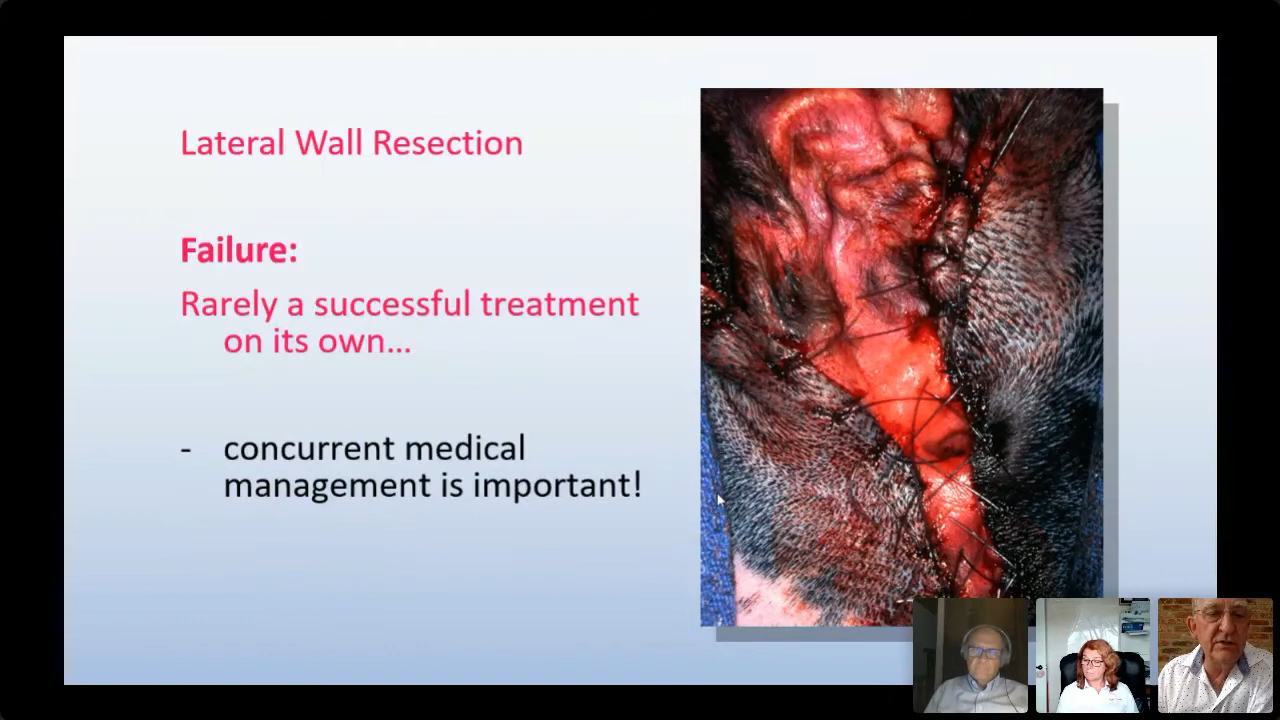 Lateral Wall Resection
Failure:
Rarely a successful treatment
on its own...
- concurrent medical
management is important!